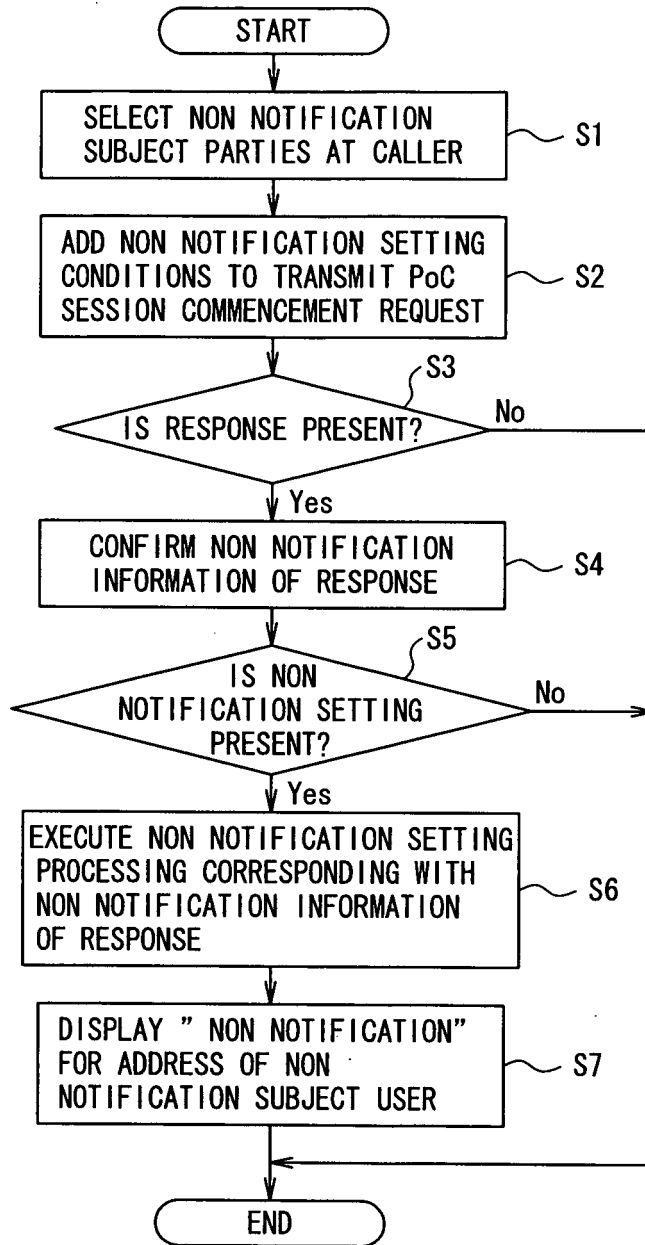 START
SELECT NON NOTIFICATION
SUBJECT PARTIES AT CALLER
S1
ADD NON NOTIFICATION SETTING
CONDITIONS TO TRANSMIT PoC
SESSION COMMENCEMENT REQUEST
S2
S3
IS RESPONSE PRESENT?
No
Yes
CONFIRM NON NOTIFICATION
INFORMATION OF RESPONSE
S4
S5
IS NON
NOTIFICATION SETTING
PRESENT?
No
Yes
EXECUTE NON NOTIFICATION SETTING
PROCESSING CORRESPONDING WITH
NON NOTIFICATION INFORMATION
OF RESPONSE
S6
DISPLAY " NON NOTIFICATION"
FOR ADDRESS OF NON
NOTIFICATION SUBJECT USER
S7
END